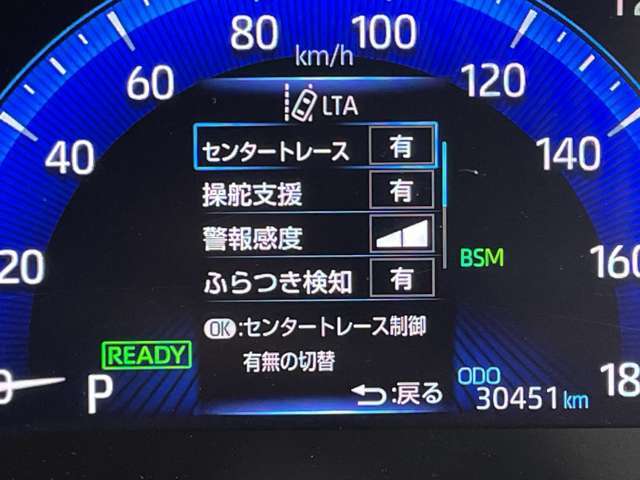 12
80 100
km/h
60 120
LTA
センタートレース 有
40 140
操舵支援 有
警報感度
BSM
20 160
ふらつき検知 有
OK:センタートレース制御
有無の切替
READY
P
:戻る
ODO
30451 km
0 18